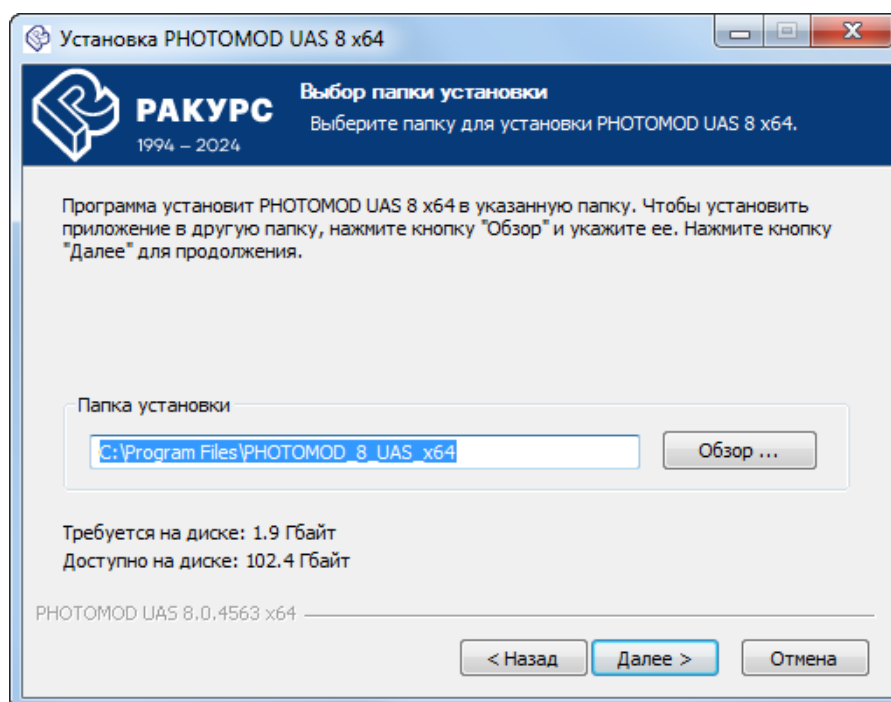 Установка PHOTOMOD UAS 8 x64
РАКУРС
1994 – 2024
Выбор папки установки
Выберите папку для установки PHOTOMOD UAS 8 x64.
Программа установит PHOTOMOD UAS 8 x64 в указанную папку. Чтобы установить
приложение в другую папку, нажмите кнопку "Обзор" и укажите ее. Нажмите кнопку
"Далее" для продолжения.
Папка установки
C:\Program Files\PHOTOMOD_8_UAS_x64
Обзор ...
Требуется на диске: 1.9 Гбайт
Доступно на диске: 102.4 Гбайт
PHOTOMOD UAS 8.0.4563 x64
< Назад
Далее >
Отмена